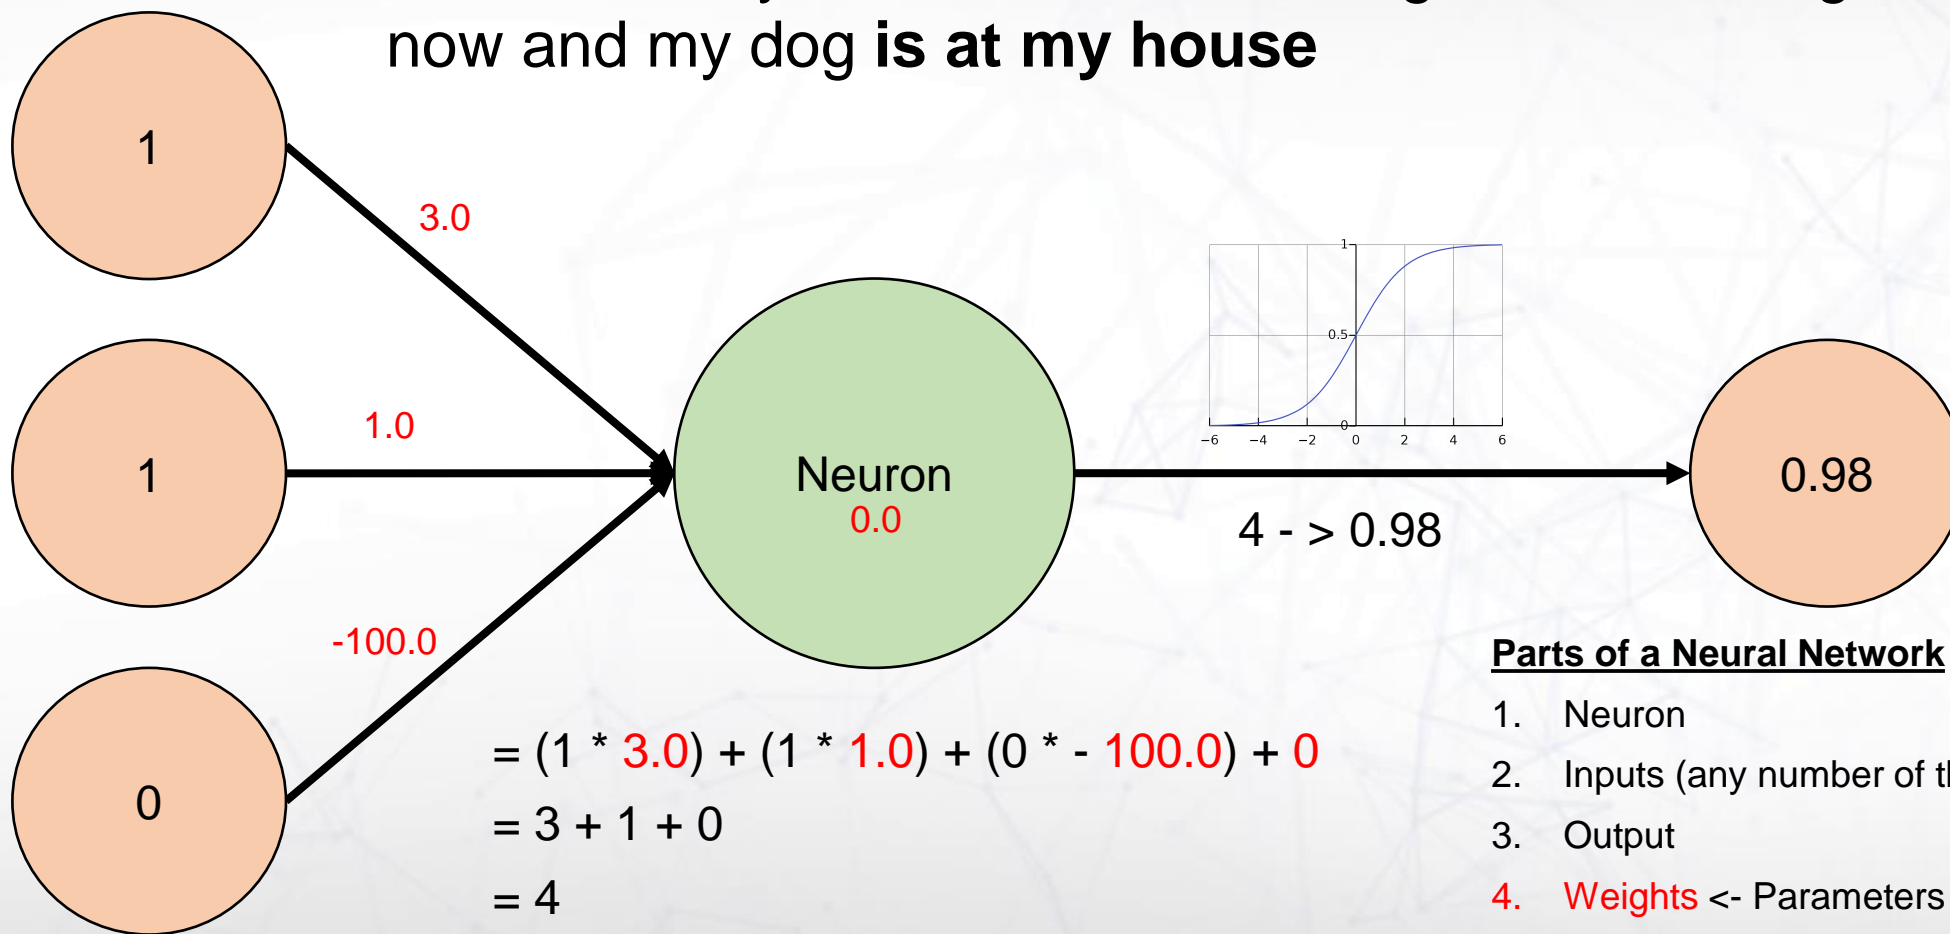 now and my dog is at my house
1
3.0
1
1.0
0
-100.0
Neuron
0.0
1
0.5
0
−6 −4 −2 0 2 4 6
4 - > 0.98
0.98
= (1 * 3.0) + (1 * 1.0) + (0 * - 100.0) + 0
= 3 + 1 + 0
= 4
Parts of a Neural Network
1. Neuron
2. Inputs (any number of
3. Output
4. Weights <- Parameters